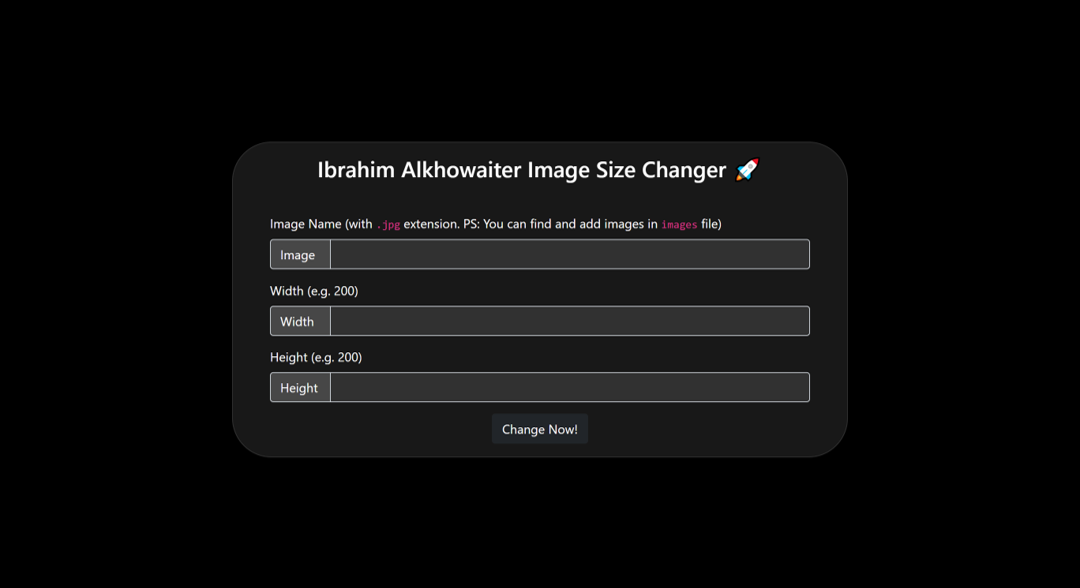 Ibrahim Alkhowaiter Image Size Changer 🚀
Image Name (with .jpg extension. PS: You can find and add images in images file)
Image
Width (e.g. 200)
Width
Height (e.g. 200)
Height
Change Now!